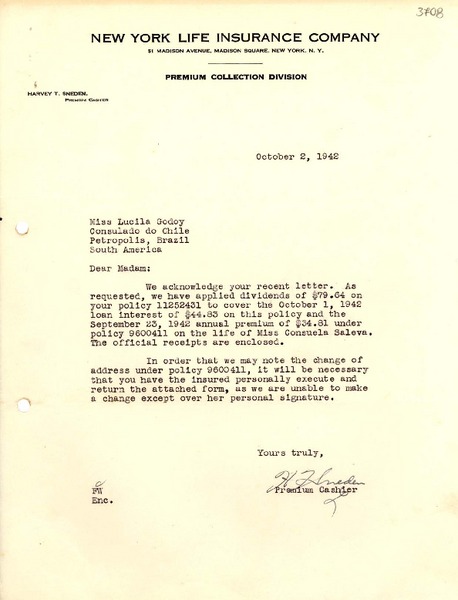 3708
NEW YORK LIFE INSURANCE COMPANY
51 MADISON AVENUE, MADISON SQUARE, NEW YORK, N. Y.
PREMIUM COLLECTION DIVISION
HARVEY T. SNEDEN,
PREMIUM CASHIER
October 2, 1942
Miss Lucila Godoy
Consulado do Chile
Petropolis, Brazil
South America
Dear Madam:
We acknowledge your recent letter. As
requested, we have applied dividends of $79.64 on
your policy 11252431 to cover the October 1, 1942
loan interest of $44.83 on this policy and the
September 23, 1942 annual premium of $34.81 under
policy 9600411 on the life of Miss Consuela Saleva.
The official receipts are enclosed.
In order that we may note the change of
address under policy 9600411, it will be necessary
that you have the insured personally execute and
return the attached form, as we are unable to make
a change except over her personal signature.
Yours truly,
H T Sneden
Premium Cashier
FW
Enc.